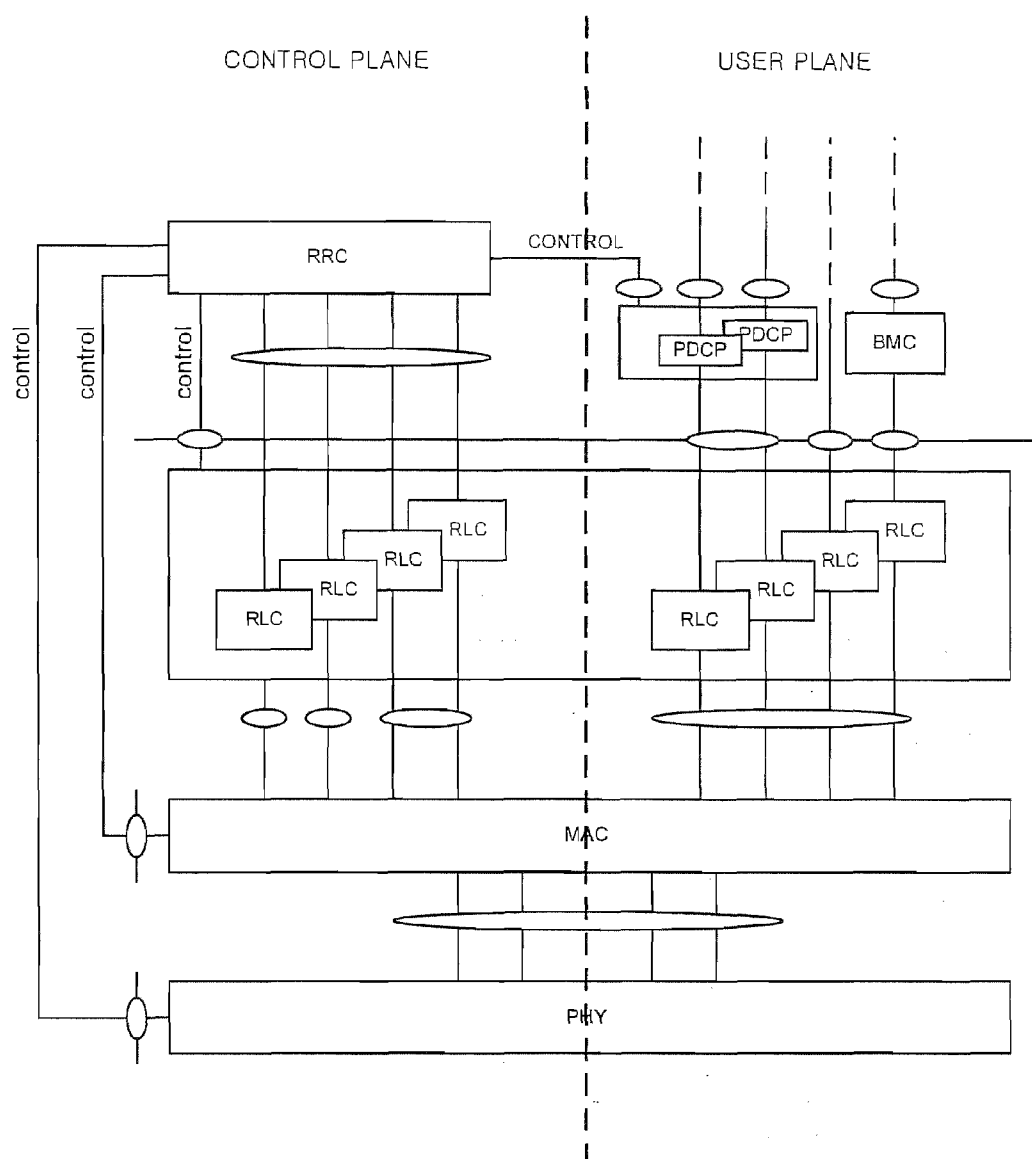 CONTROL PLANE
USER PLANE
RRC
CONTROL
control
control
control
PDCP
PDCP
BMC
RLC
RLC
RLC
RLC
RLC
RLC
RLC
RLC
MAC
PHY